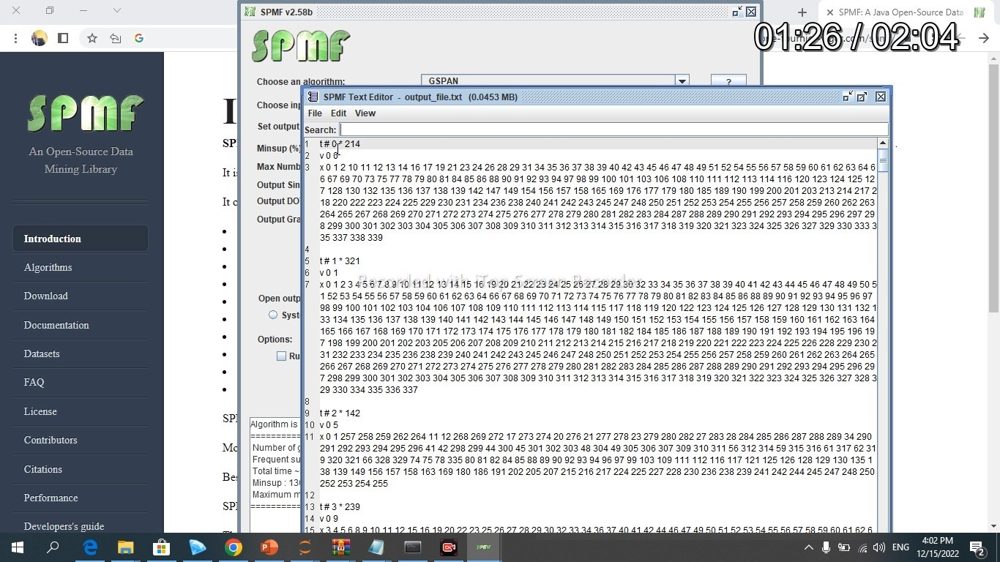 SPMF v2.58b
SPMF: A Java Open-Source Data
01:26 / 02:04
SPMF
SPMF
Choose an algorithm:
GSPAN
?
SPMF Text Editor - output_file.txt (0.0453 MB)
Choose inp
File Edit View
Set output
Search:
Minsup (%)
Max Numb
Output Sin
Output DO
Output Gra
An Open-Source Data
Mining Library
Introduction
Algorithms
Download
Documentation
Datasets
FAQ
License
Contributors
Citations
Performance
Developers's guide
I
SP
It is
It c
SPI
Mc
Bes
SPI
Open outp
Syste
Options:
Ru
Algorithm is
Number of g
Frequent su
Total time ~
Minsup : 130
Maximum m
1 t # 0 * 214
2 v 0 6
3 x 0 1 2 10 11 12 13 14 16 17 19 21 23 24 26 28 29 31 34 35 36 37 38 39 40 42 43 44 45 46 47 48 49 51 52 54 55 56 57 58 59 60 61 62 63 64 6
6 67 69 70 73 75 77 78 79 80 81 84 85 86 88 90 91 92 93 94 97 98 99 100 101 103 106 108 110 111 112 113 114 116 120 123 124 125 12
7 128 130 132 135 136 137 138 139 142 147 149 154 156 157 158 165 169 176 177 179 180 185 189 190 199 200 201 203 213 214 217 2
18 220 222 223 224 225 229 230 231 234 236 238 240 241 242 243 245 247 248 250 251 252 253 254 255 256 257 258 259 260 262 263
264 265 267 268 269 270 271 272 273 274 275 276 277 278 279 280 281 282 283 284 285 286 287 288 290 291 292 293 294 295 296 297 29
8 299 300 301 302 303 304 305 306 307 308 309 310 311 312 313 314 315 316 317 318 319 320 321 323 324 325 326 327 329 330 333 3
35 337 338 339
4
5 t # 1 * 321
6 v 0 1
7 x 0 1 2 3 4 5 6 7 8 9 10 11 12 13 14 15 16 19 20 21 22 23 24 25 26 27 28 29 30 32 33 34 35 36 37 38 39 40 41 42 43 44 45 46 47 48 49 50 5
1 52 53 54 55 56 57 58 59 60 61 62 63 64 66 67 68 69 70 71 72 73 74 75 76 77 78 79 80 81 82 83 84 85 86 88 89 90 91 92 93 94 95 96 97
98 99 100 101 102 103 104 106 107 108 109 110 111 112 113 114 115 117 118 119 120 122 123 124 125 126 127 128 129 130 131 132 1
33 134 135 136 137 138 139 140 141 142 143 144 145 146 147 148 149 150 151 152 153 154 155 156 157 158 159 160 161 162 163 164
165 166 167 168 169 170 171 172 173 174 175 177 178 179 180 181 182 183 184 185 186 187 188 189 190 191 192 193 194 195 196 19
7 198 199 200 201 202 203 205 206 207 208 209 210 211 212 213 214 215 216 217 218 219 220 221 222 223 224 225 226 228 229 230 2
31 232 233 234 235 236 238 239 240 241 242 243 244 245 246 247 248 249 250 251 252 253 254 255 256 257 258 259 260 261 262 264 265
266 267 268 269 270 271 272 273 274 275 277 278 279 280 281 282 283 284 285 286 287 288 289 290 291 292 293 294 295 296 29
7 298 299 300 301 302 303 304 305 306 307 308 309 310 311 312 313 314 315 316 317 318 319 320 321 322 323 324 325 326 327 328 3
29 330 334 335 336 337
8
9 t # 2 * 142
10 v 0 5
11 x 0 1 257 258 259 262 264 11 12 268 269 272 17 273 274 20 276 21 277 278 23 279 280 282 27 283 28 284 285 286 287 288 289 34 290
291 292 293 294 295 296 41 42 298 299 44 300 45 301 302 303 48 304 49 305 306 307 309 310 311 56 312 314 59 315 316 61 317 62 31
9 320 321 66 328 329 74 75 78 335 80 81 82 84 85 88 89 90 92 93 94 96 97 99 103 109 111 112 116 117 121 125 126 128 129 130 135 1
38 139 149 156 157 158 163 169 180 186 191 202 205 207 215 216 217 224 225 227 228 230 236 238 239 241 242 244 245 247 248 250
252 253 254 255
12
13 t # 3 * 239
14 v 0 9
15 x 3 4 5 6 8 9 10 11 12 15 16 19 20 22 23 25 26 27 28 29 30 32 33 34 36 37 40 41 42 44 46 47 49 50 51 52 53 54 55 56 57 58 59 60 61 62 6
Recorded with iTop Screen Recorder
ENG
4:02 PM
12/15/2022
2